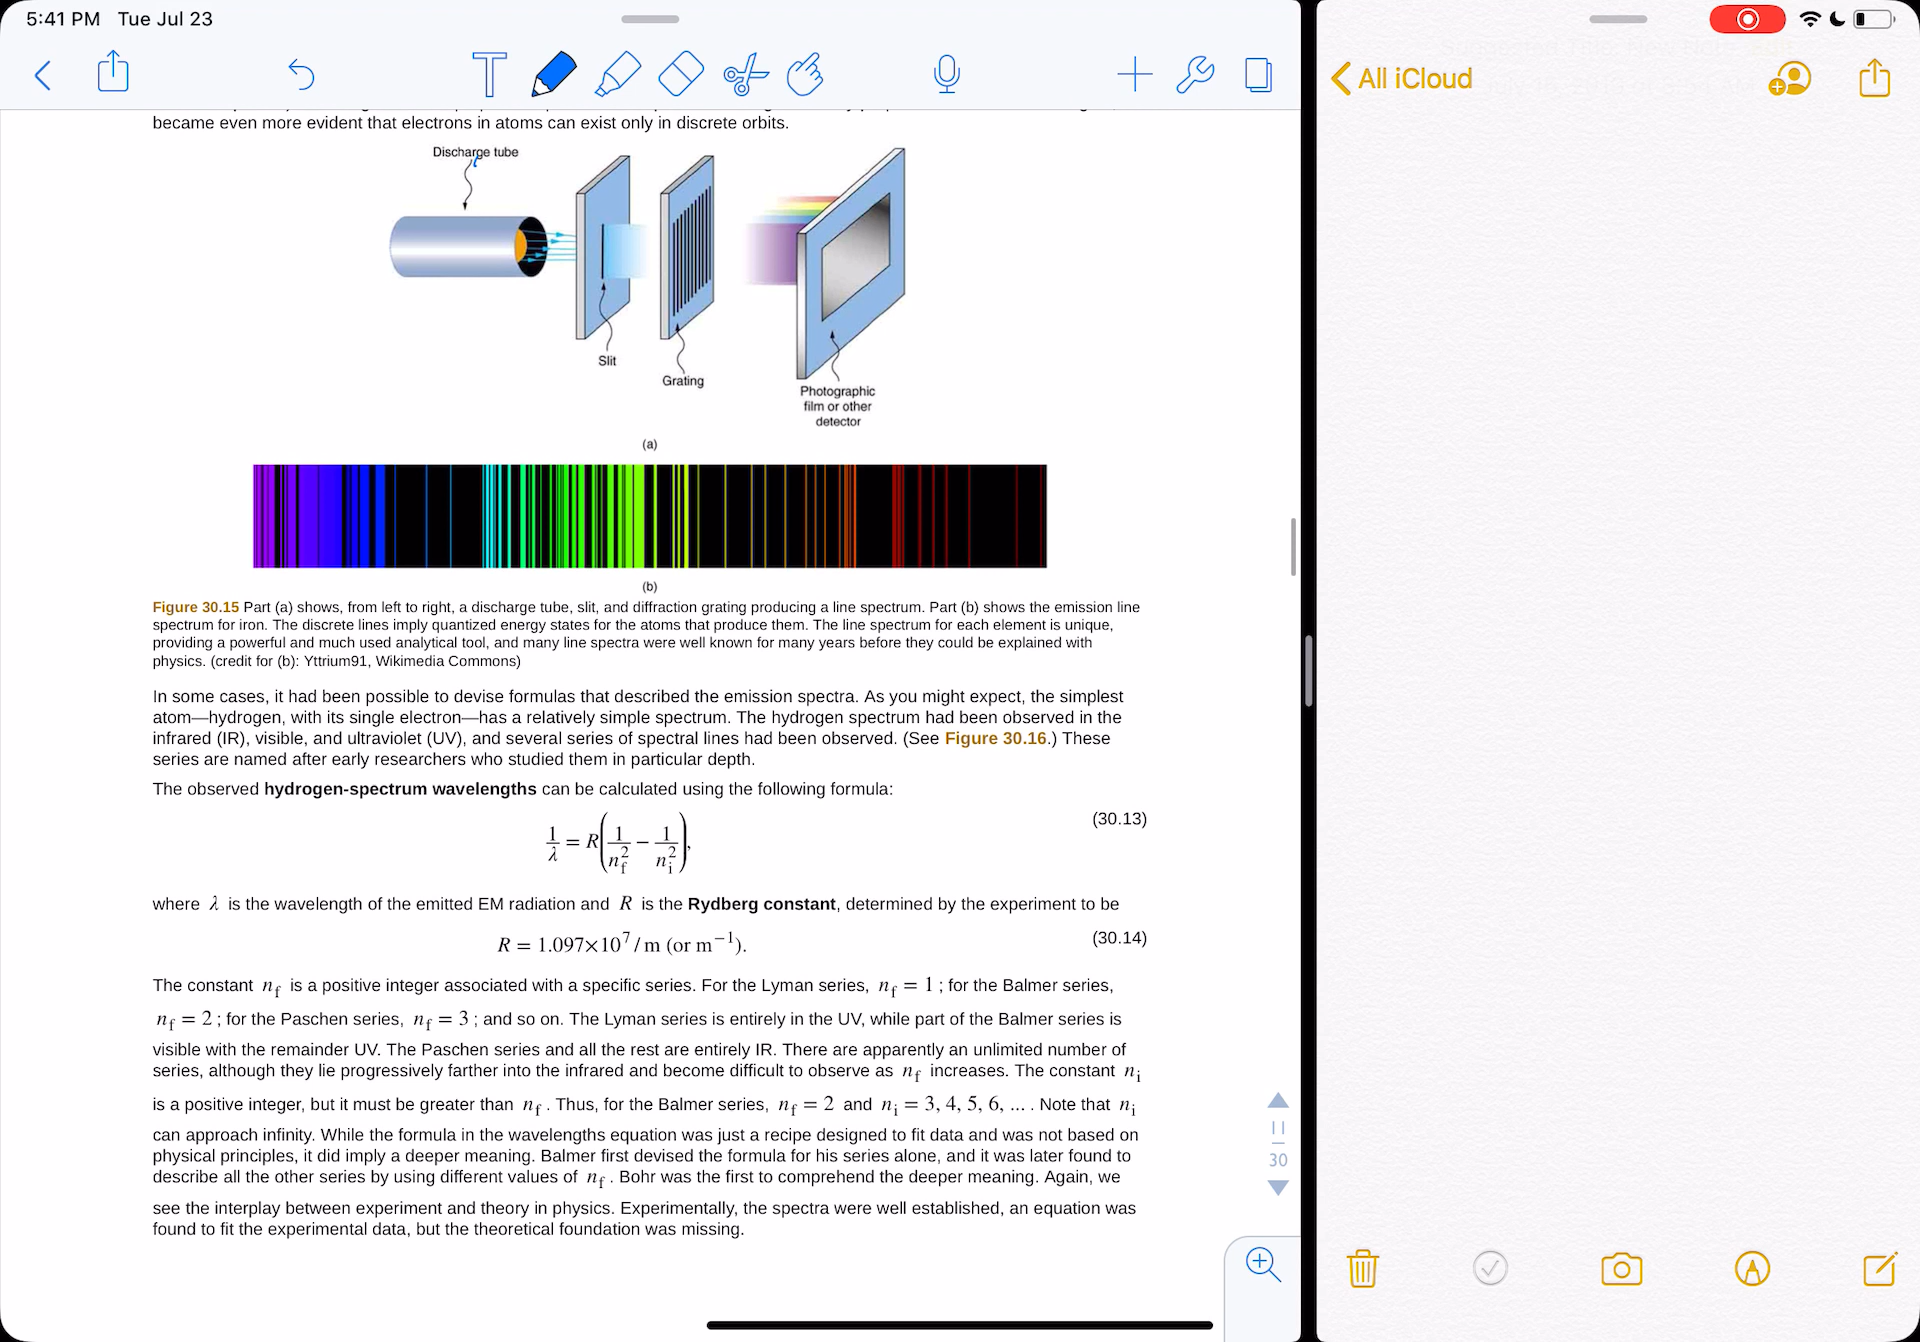 5:41 PM Tue Jul 23
All iCloud
became even more evident that electrons in atoms can exist only in discrete orbits.
Discharge tube
Slit
Grating
Photographic
film or other
detector
(a)
(b)
Figure 30.15 Part (a) shows, from left to right, a discharge tube, slit, and diffraction grating producing a line spectrum. Part (b) shows the emission line
spectrum for iron. The discrete lines imply quantized energy states for the atoms that produce them. The line spectrum for each element is unique,
providing a powerful and much used analytical tool, and many line spectra were well known for many years before they could be explained with
physics. (credit for (b): Yttrium91, Wikimedia Commons)
In some cases, it had been possible to devise formulas that described the emission spectra. As you might expect, the simplest
atom—hydrogen, with its single electron—has a relatively simple spectrum. The hydrogen spectrum had been observed in the
infrared (IR), visible, and ultraviolet (UV), and several series of spectral lines had been observed. (See Figure 30.16.) These
series are named after early researchers who studied them in particular depth.
The observed hydrogen-spectrum wavelengths can be calculated using the following formula:
1/λ = R(1/n_f² − 1/n_i²), (30.13)
where λ is the wavelength of the emitted EM radiation and R is the Rydberg constant, determined by the experiment to be
R = 1.097×10⁷ / m (or m⁻¹). (30.14)
The constant n_f is a positive integer associated with a specific series. For the Lyman series, n_f = 1 ; for the Balmer series,
n_f = 2 ; for the Paschen series, n_f = 3 ; and so on. The Lyman series is entirely in the UV, while part of the Balmer series is
visible with the remainder UV. The Paschen series and all the rest are entirely IR. There are apparently an unlimited number of
series, although they lie progressively farther into the infrared and become difficult to observe as n_f increases. The constant n_i
is a positive integer, but it must be greater than n_f . Thus, for the Balmer series, n_f = 2 and n_i = 3, 4, 5, 6, ... . Note that n_i
can approach infinity. While the formula in the wavelengths equation was just a recipe designed to fit data and was not based on
physical principles, it did imply a deeper meaning. Balmer first devised the formula for his series alone, and it was later found to
describe all the other series by using different values of n_f . Bohr was the first to comprehend the deeper meaning. Again, we
see the interplay between experiment and theory in physics. Experimentally, the spectra were well established, an equation was
found to fit the experimental data, but the theoretical foundation was missing.
11
30